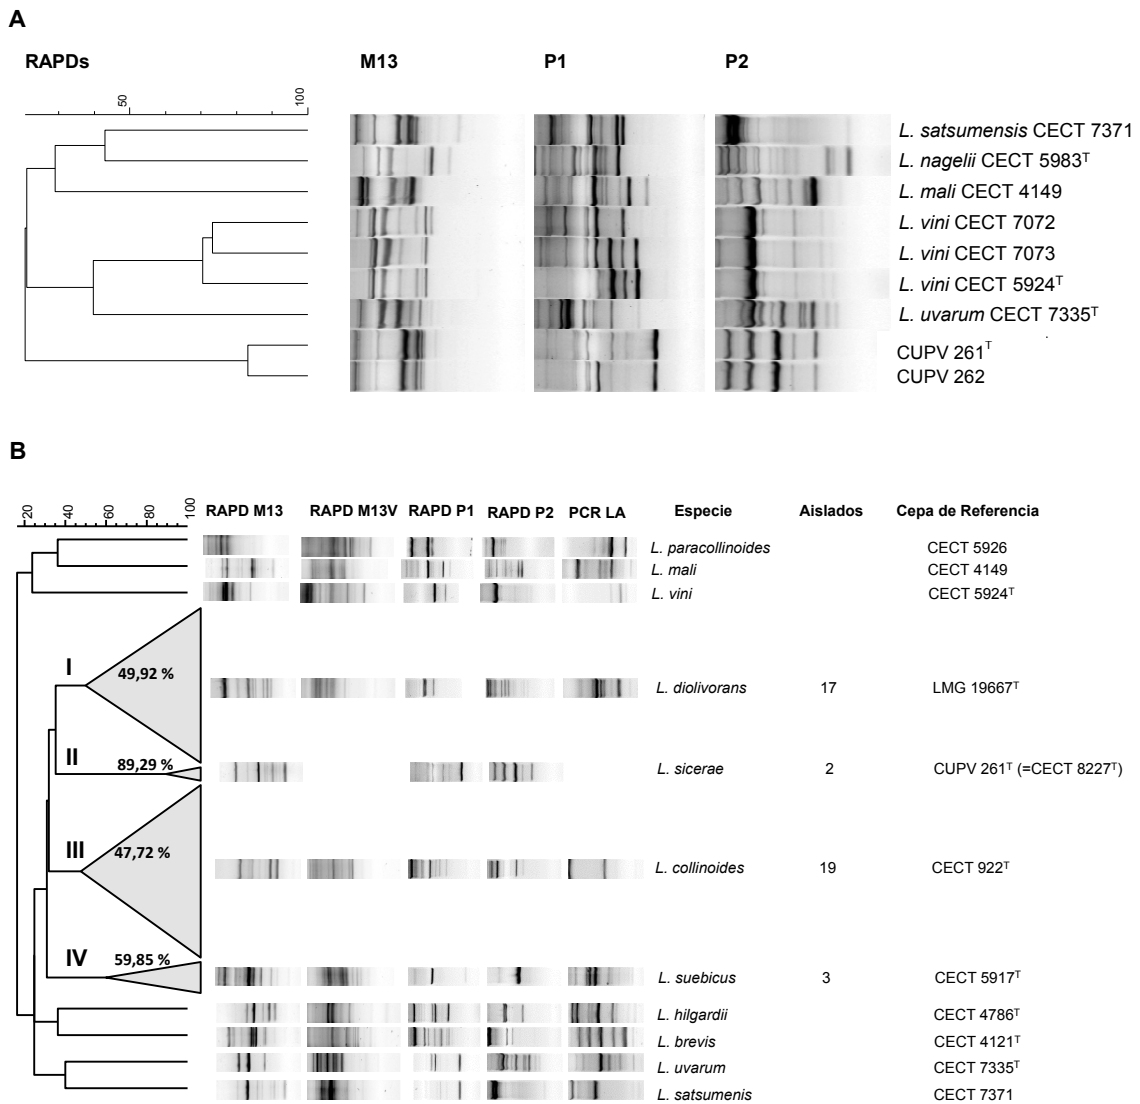 A
RAPDs M13 P1 P2
50 100
L. satsumensis CECT 7371
L. nagelii CECT 5983ᵀ
L. mali CECT 4149
L. vini CECT 7072
L. vini CECT 7073
L. vini CECT 5924ᵀ
L. uvarum CECT 7335ᵀ
CUPV 261ᵀ
CUPV 262
B
20 40 60 80 100 RAPD M13 RAPD M13V RAPD P1 RAPD P2 PCR LA Especie Aislados Cepa de Referencia
L. paracollinoides CECT 5926
L. mali CECT 4149
L. vini CECT 5924ᵀ
I
49,92 % L. diolivorans 17 LMG 19667ᵀ
II
89,29 % L. sicerae 2 CUPV 261ᵀ (=CECT 8227ᵀ)
III
47,72 %
L. collinoides 19 CECT 922ᵀ
IV
59,85 %
L. suebicus 3 CECT 5917ᵀ
L. hilgardii CECT 4786ᵀ
L. brevis CECT 4121ᵀ
L. uvarum CECT 7335ᵀ
L. satsumenis CECT 7371